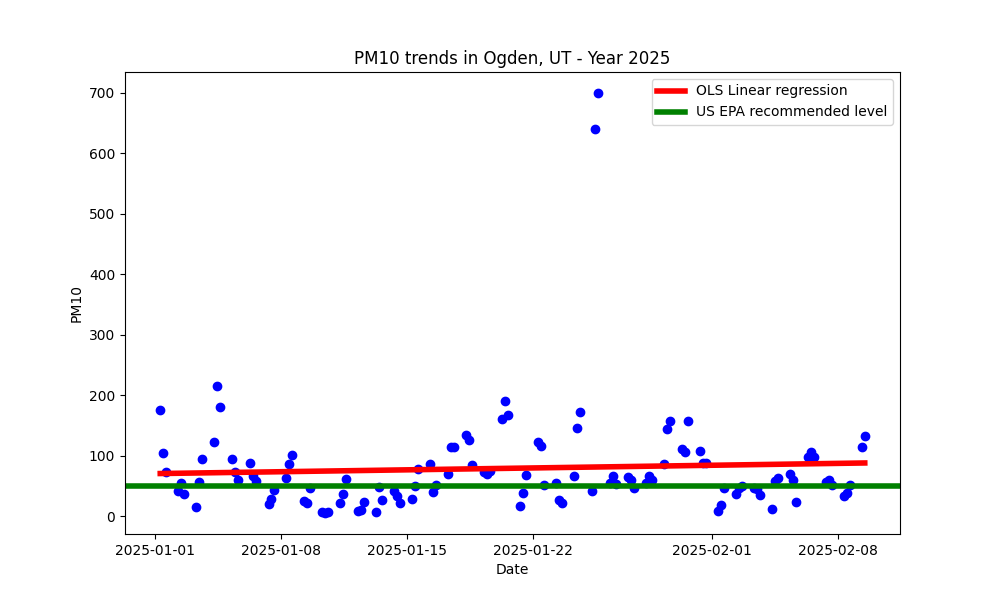 PM10 trends in Ogden, UT - Year 2025
OLS Linear regression
US EPA recommended level
700
600
500
400
300
200
100
0
PM10
2025-01-01
2025-01-08
2025-01-15
2025-01-22
2025-02-01
2025-02-08
Date